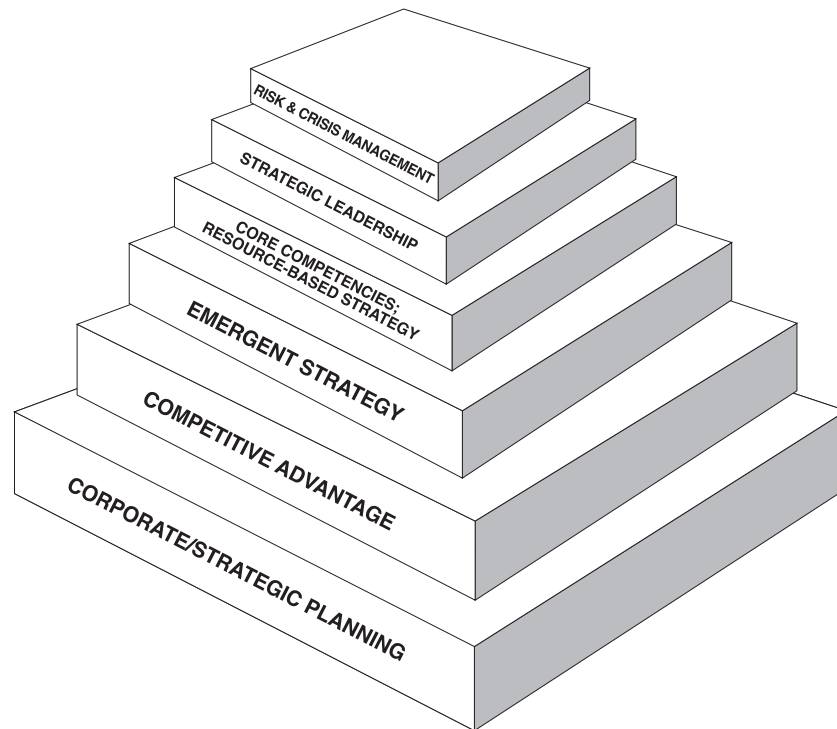 RISK & CRISIS MANAGEMENT
STRATEGIC LEADERSHIP
CORE COMPETENCIES;
RESOURCE-BASED STRATEGY
EMERGENT STRATEGY
COMPETITIVE ADVANTAGE
CORPORATE/STRATEGIC PLANNING